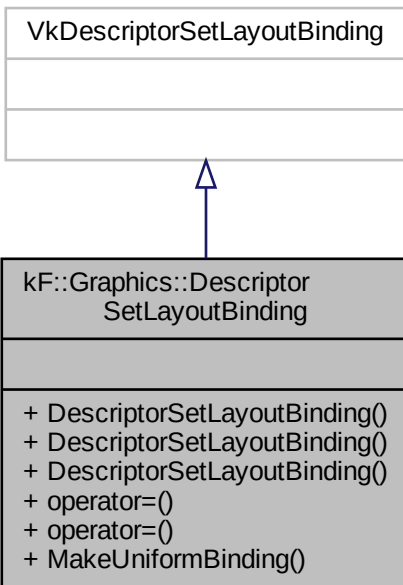 VkDescriptorSetLayoutBinding
kF::Graphics::Descriptor
SetLayoutBinding
+ DescriptorSetLayoutBinding()
+ DescriptorSetLayoutBinding()
+ DescriptorSetLayoutBinding()
+ operator=()
+ operator=()
+ MakeUniformBinding()